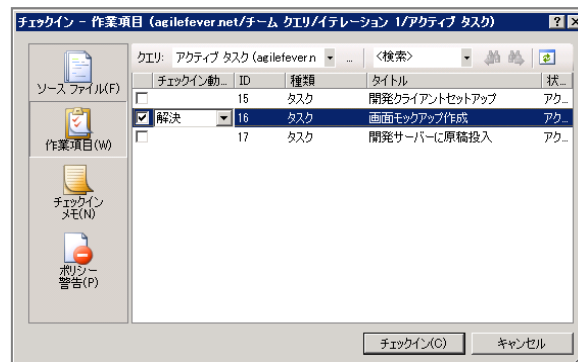 チェックイン - 作業項目 (agilefever.net/チーム クエリ/イテレーション 1/アクティブ タスク)
ソース ファイル(F)
作業項目(W)
チェックイン
メモ(N)
ポリシー
警告(P)
クエリ: アクティブ タスク (agilefever.n ... <検索>
チェックイン動... ID 種類 タイトル 状...
15 タスク 開発クライアントセットアップ アク...
解決 16 タスク 画面モックアップ作成 アク...
17 タスク 開発サーバーに原稿投入 アク...
チェックイン(C) キャンセル